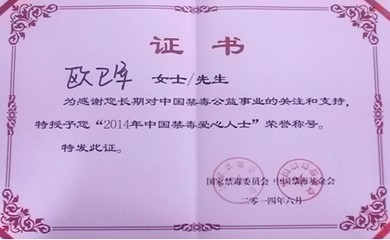 证书
欧卫军 女士/先生
为感谢您长期对中国禁毒公益事业的关注和支持,
特授予您“2014年中国禁毒爱心人士”荣誉称号。
特发此证。
国家禁毒委员会 中国禁毒基金会
二〇一四年六月